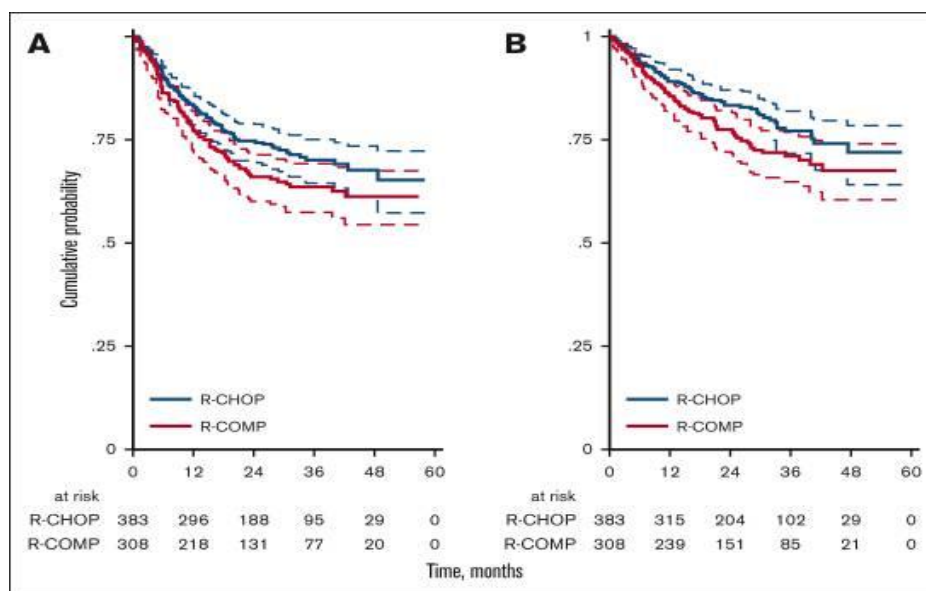 A
B
1
.75
.75
.5
.5
.25
.25
0
0
Cumulative probability
R-CHOP
R-COMP
R-CHOP
R-COMP
0 12 24 36 48 60
0 12 24 36 48 60
at risk
R-CHOP 383 296 188 95 29 0
R-COMP 308 218 131 77 20 0
at risk
R-CHOP 383 315 204 102 29 0
R-COMP 308 239 151 85 21 0
Time, months